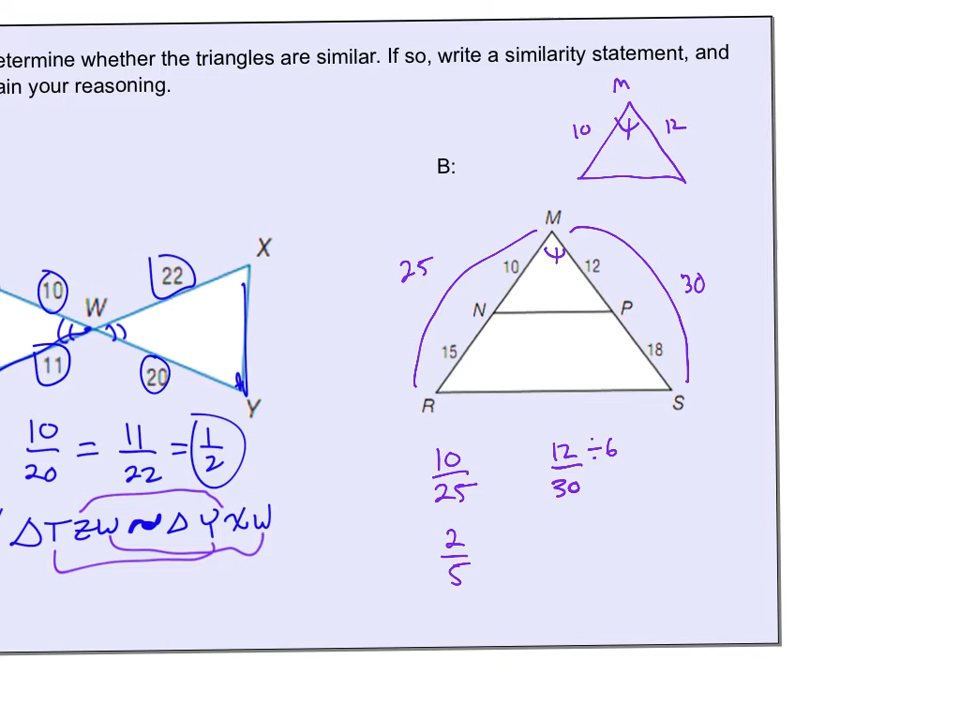 etermine whether the triangles are similar. If so, write a similarity statement, and
ain your reasoning.
M
10 12
B:
X
22
10
W
11
20
Y
10/20 = 11/22 = 1/2
ΔTZW ~ ΔYXW
M
25
10 12
30
N P
15 18
R S
10/25 12/30 ÷6
2/5